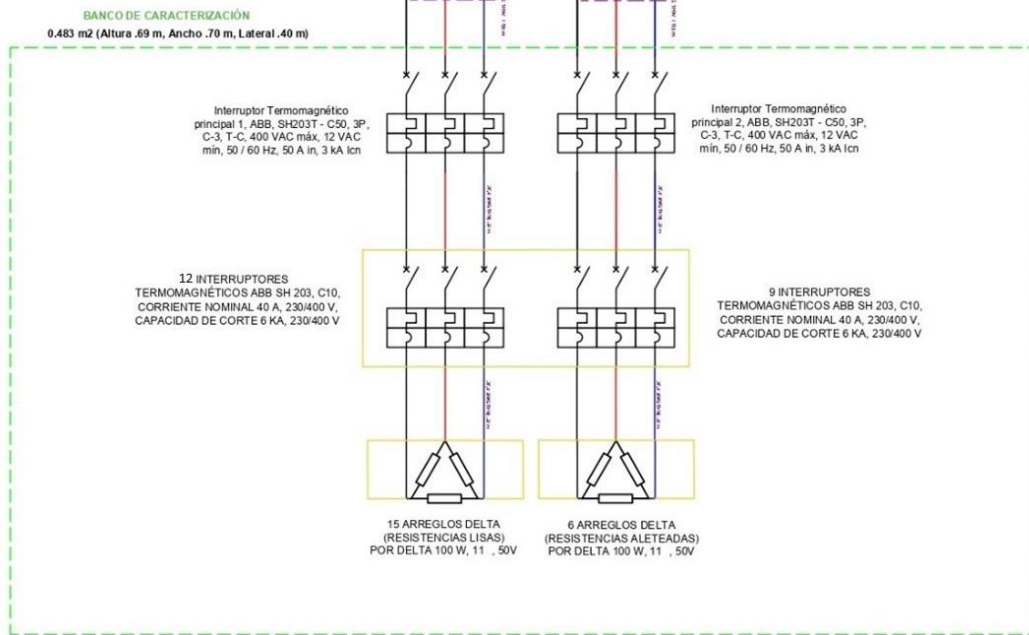 BANCO DE CARACTERIZACIÓN
0.483 m2 (Altura .69 m, Ancho .70 m, Lateral .40 m)
Interruptor Termomagnético
principal 1, ABB, SH203T - C50, 3P,
C-3, T-C, 400 VAC máx, 12 VAC
mín, 50 / 60 Hz, 50 A in, 3 kA Icn
Interruptor Termomagnético
principal 2, ABB, SH203T - C50, 3P,
C-3, T-C, 400 VAC máx, 12 VAC
mín, 50 / 60 Hz, 50 A in, 3 kA Icn
12 INTERRUPTORES
TERMOMAGNÉTICOS ABB SH 203, C10,
CORRIENTE NOMINAL 40 A, 230/400 V,
CAPACIDAD DE CORTE 6 KA, 230/400 V
9 INTERRUPTORES
TERMOMAGNÉTICOS ABB SH 203, C10,
CORRIENTE NOMINAL 40 A, 230/400 V,
CAPACIDAD DE CORTE 6 KA, 230/400 V
15 ARREGLOS DELTA
(RESISTENCIAS LISAS)
POR DELTA 100 W, 11 , 50V
6 ARREGLOS DELTA
(RESISTENCIAS ALETEADAS)
POR DELTA 100 W, 11 , 50V